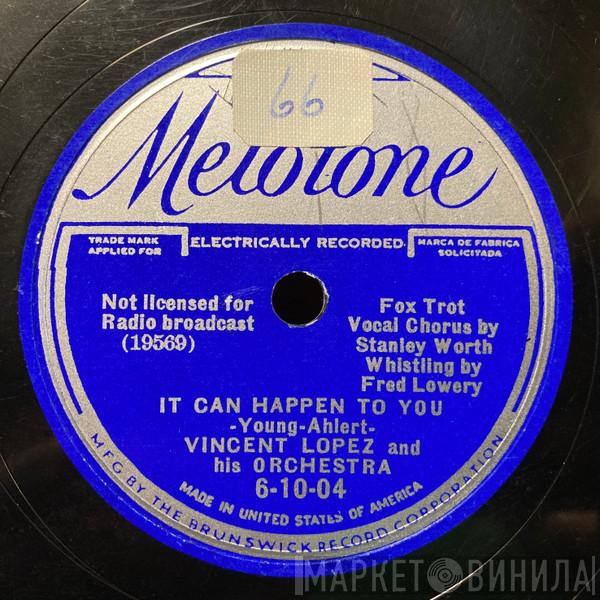 66
Melotone
TRADE MARK
APPLIED FOR
ELECTRICALLY RECORDED
MARCA DE FABRICA
SOLICITADA
Not licensed for
Radio broadcast
(19569)
Fox Trot
Vocal Chorus by
Stanley Worth
Whistling by
Fred Lowery
IT CAN HAPPEN TO YOU
-Young-Ahlert-
VINCENT LOPEZ and
his ORCHESTRA
6-10-04
MADE IN UNITED STATES OF AMERICA
MFG BY THE BRUNSWICK RECORD CORPORATION
МАРКЕТ ВИНИЛА